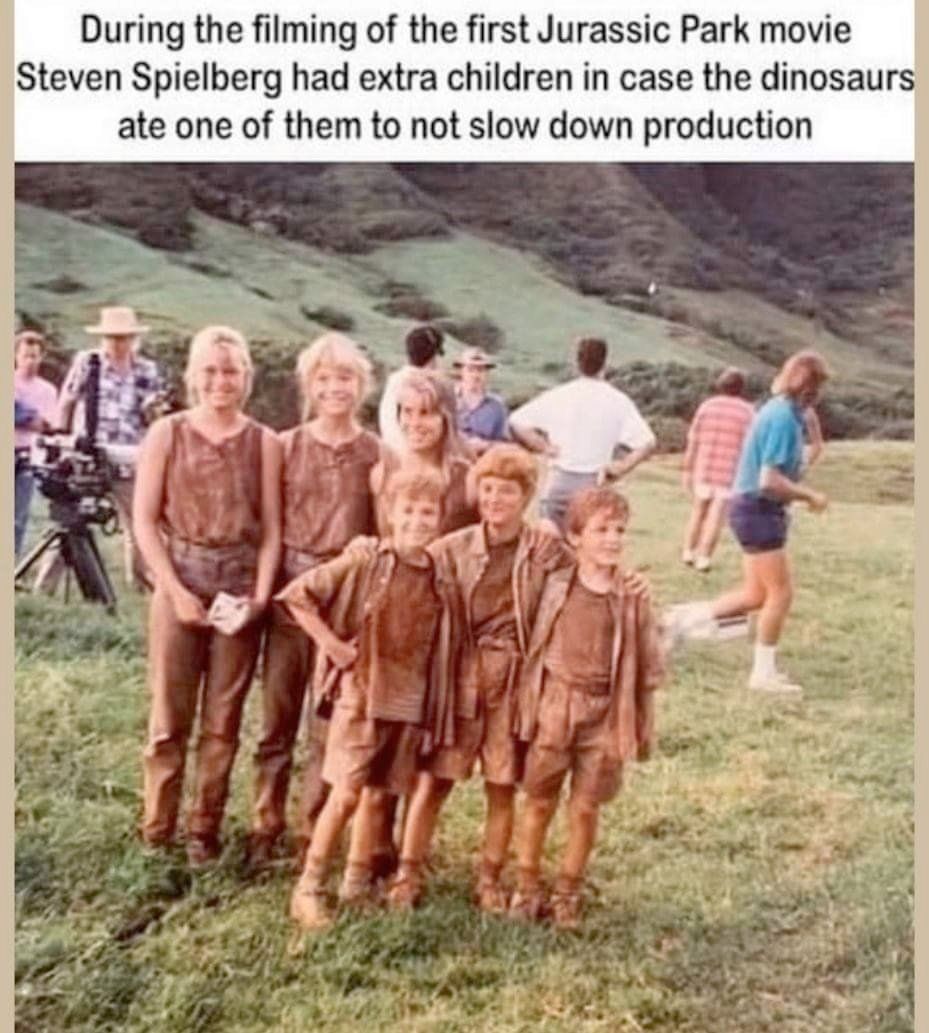 During the filming of the first Jurassic Park movie
Steven Spielberg had extra children in case the dinosaurs
ate one of them to not slow down production